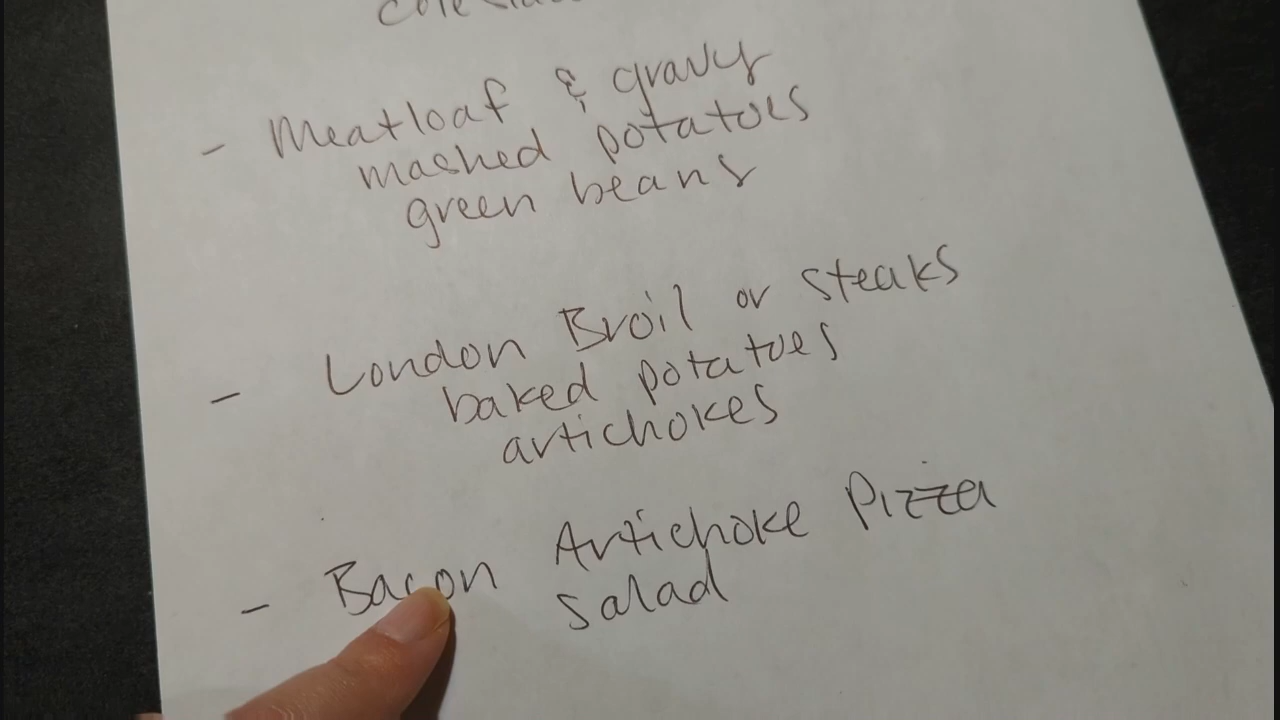 - Meatloaf & gravy
mashed potatoes
green beans
- London Broil or steaks
baked potatoes
artichokes
- Bacon Artichoke Pizza
salad